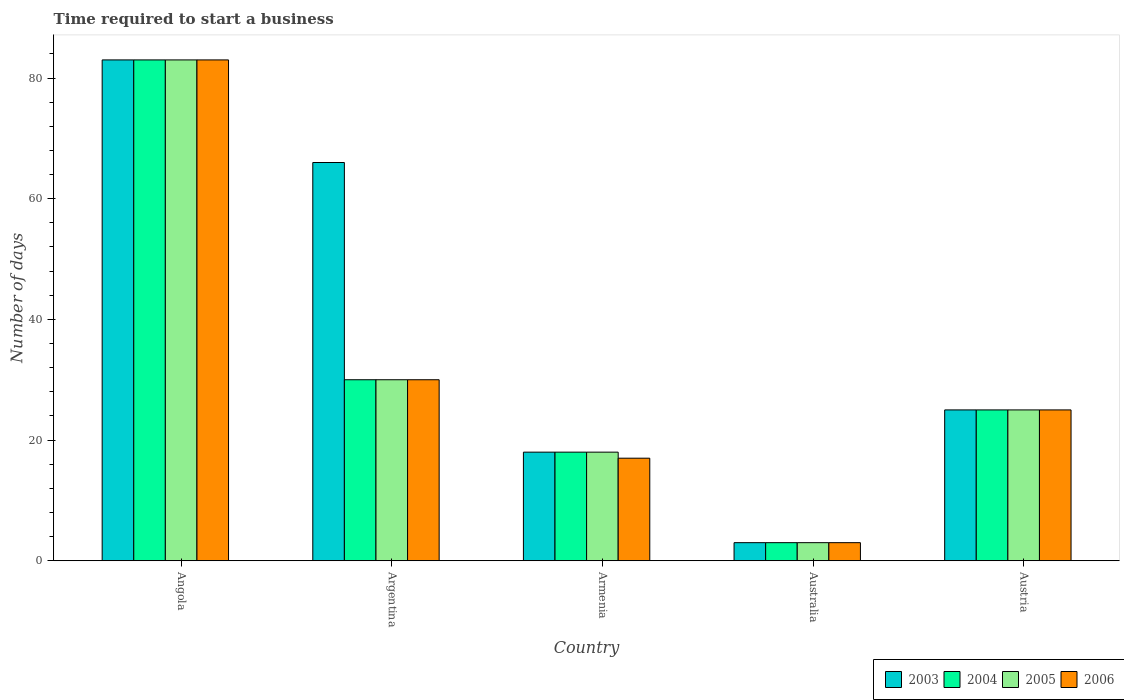 Time required to start a business
Number of days
80
60
40
20
0
Angola
Argentina
Armenia
Australia
Austria
Country
2003
2004
2005
2006